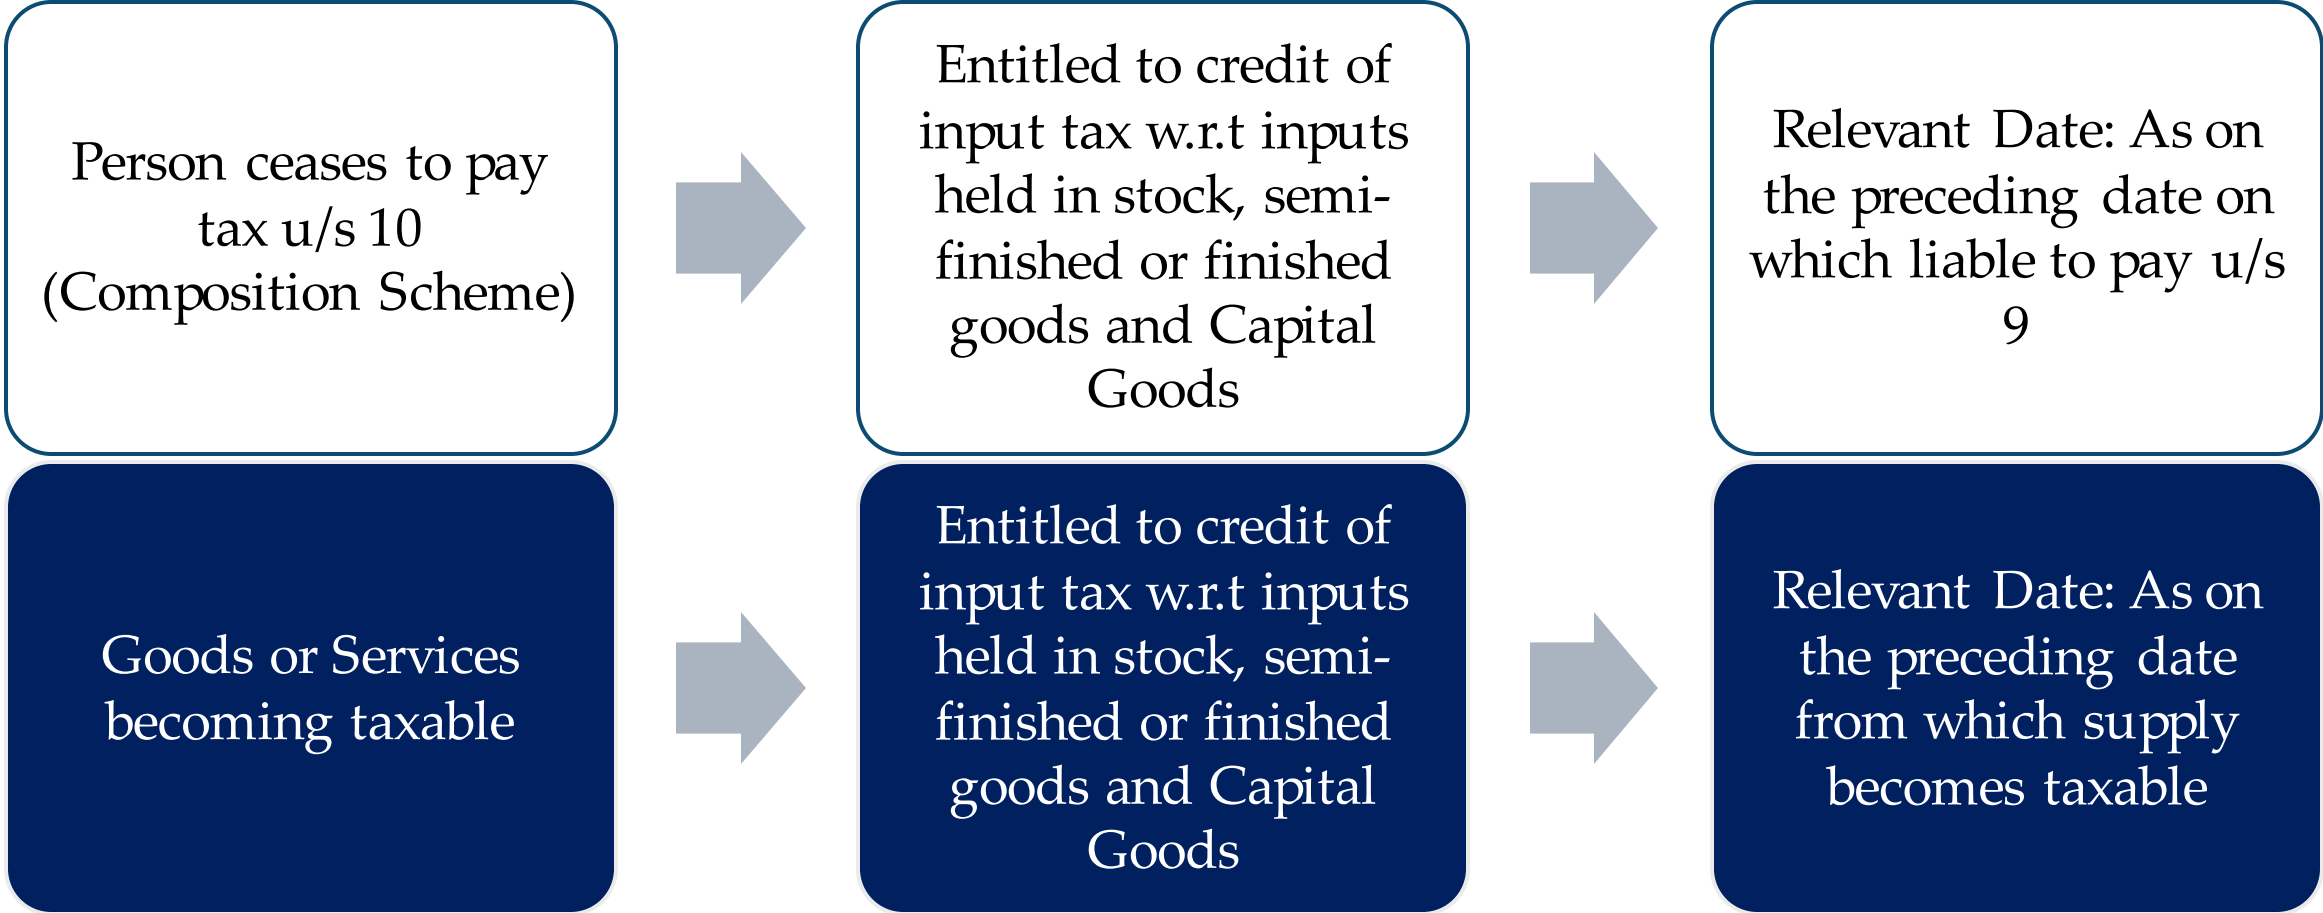 Person ceases to pay
tax u/s 10
(Composition Scheme)
Entitled to credit of
input tax w.r.t inputs
held in stock, semi-
finished or finished
goods and Capital
Goods
Relevant Date: As on
the preceding date on
which liable to pay u/s
9
Goods or Services
becoming taxable
Entitled to credit of
input tax w.r.t inputs
held in stock, semi-
finished or finished
goods and Capital
Goods
Relevant Date: As on
the preceding date
from which supply
becomes taxable